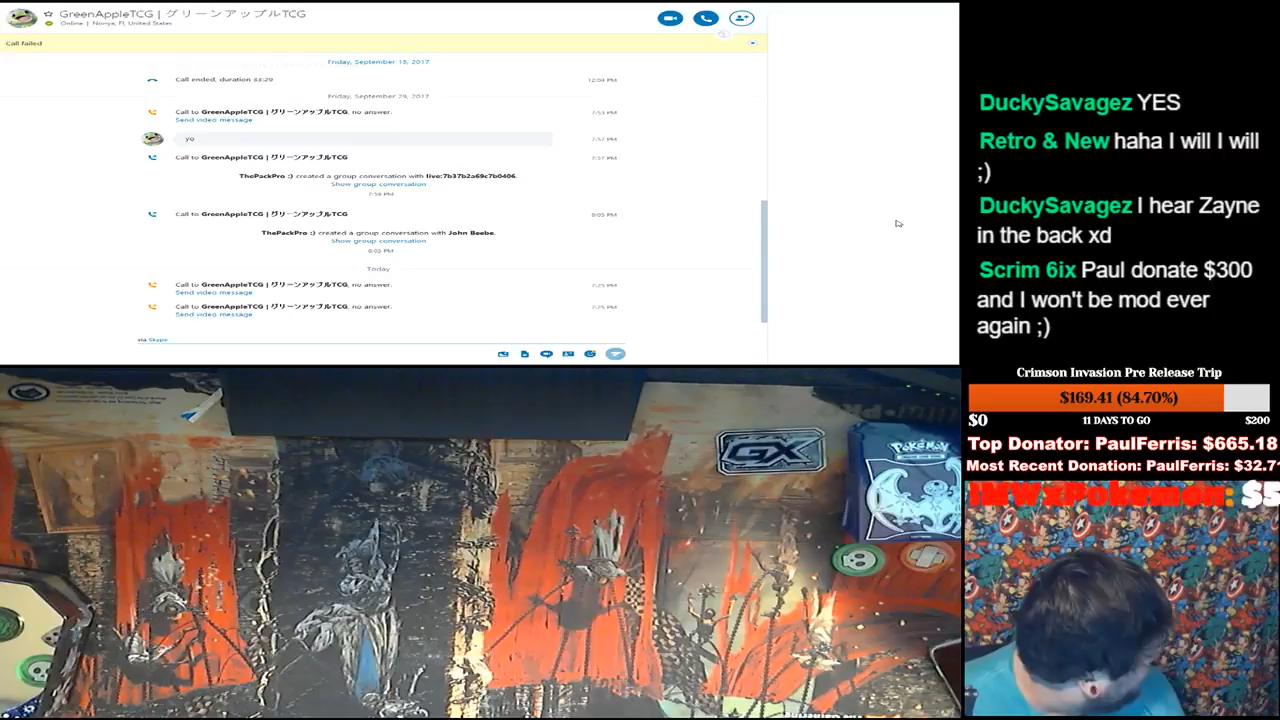 GreenAppleTCG | グリーンアップルTCG
Online | Nonya, Fl, United States
Call failed
Friday, September 15, 2017
Call ended, duration 33:29
12:09 PM
Friday, September 29, 2017
Call to GreenAppleTCG | グリーンアップルTCG, no answer.
7:53 PM
Send video message
yo
7:57 PM
Call to GreenAppleTCG | グリーンアップルTCG
7:57 PM
ThePackPro :) created a group conversation with live:7b37b2a69c7b0406.
Show group conversation
7:59 PM
Call to GreenAppleTCG | グリーンアップルTCG
8:05 PM
ThePackPro :) created a group conversation with John Beebe.
Show group conversation
8:05 PM
Today
Call to GreenAppleTCG | グリーンアップルTCG, no answer.
7:25 PM
Send video message
Call to GreenAppleTCG | グリーンアップルTCG, no answer.
7:25 PM
Send video message
via Skype
DuckySavagez YES
Retro & New haha I will I will
;)
DuckySavagez I hear Zayne
in the back xd
Scrim 6ix Paul donate $300
and I won't be mod ever
again ;)
Crimson Invasion Pre Release Trip
$169.41 (84.70%)
$0
11 DAYS TO GO
$200
Top Donator: PaulFerris: $665.18
Most Recent Donation: PaulFerris: $32.7
IMWxPokemon: $5
GX
POKÉMON